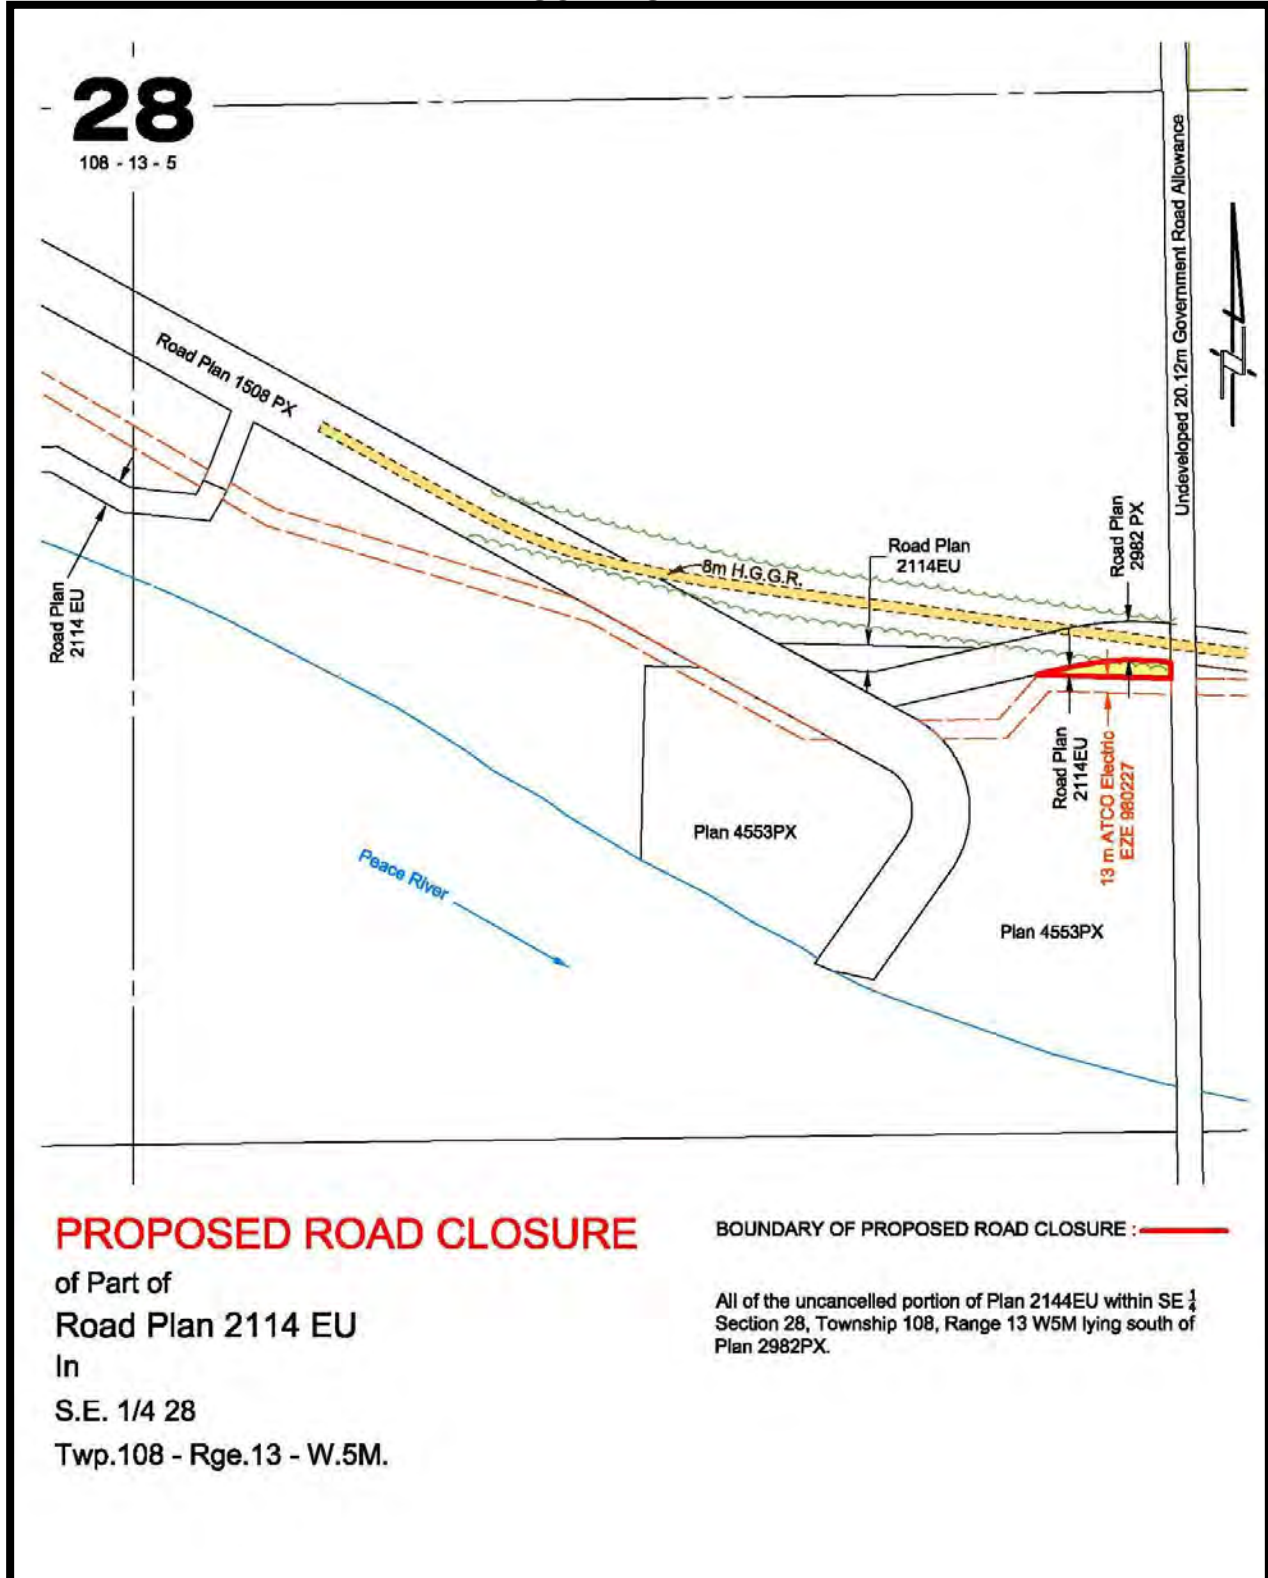 28
108 - 13 - 5
Undeveloped 20.12m Government Road Allowance
Road Plan 1508 PX
Road Plan
2982 PX
Road Plan
2114EU
8m H.G.G.R.
Road Plan
2114 EU
Road Plan
2114EU
13 m ATCO Electric
EZE 980227
Plan 4553PX
Peace River
Plan 4553PX
PROPOSED ROAD CLOSURE
of Part of
Road Plan 2114 EU
In
S.E. 1/4 28
Twp.108 - Rge.13 - W.5M.
BOUNDARY OF PROPOSED ROAD CLOSURE :
All of the uncancelled portion of Plan 2144EU within SE 1/4
Section 28, Township 108, Range 13 W5M lying south of
Plan 2982PX.